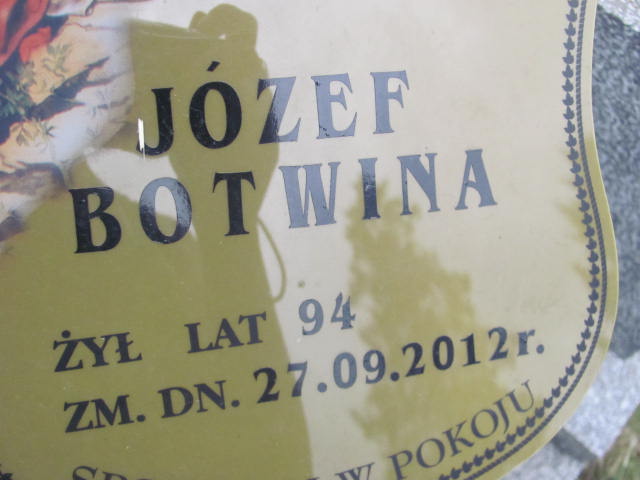 JÓZEF
BOTWINA
ŻYŁ LAT 94
ZM. DN. 27.09.2012r.
W POKOJU